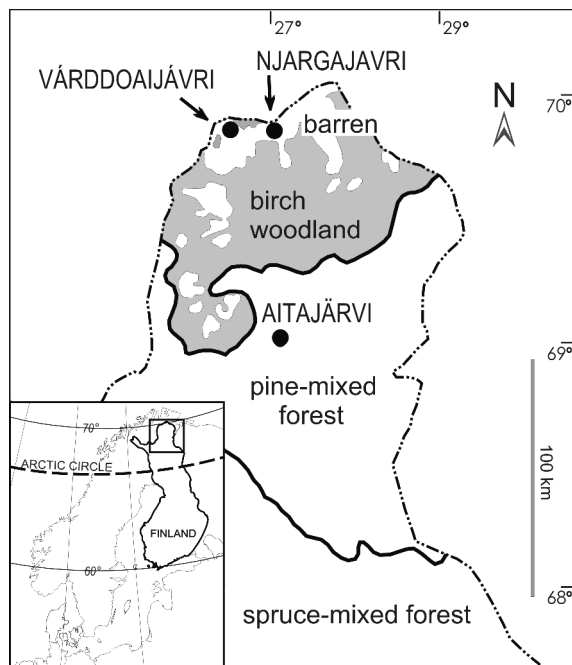 27°
29°
NJARGAJAVRI
VÁRDDOAIJÁVRI
N
70°
barren
birch
woodland
AITAJÄRVI
69°
pine-mixed
forest
100 km
70°
ARCTIC CIRCLE
FINLAND
60°
68°
spruce-mixed forest